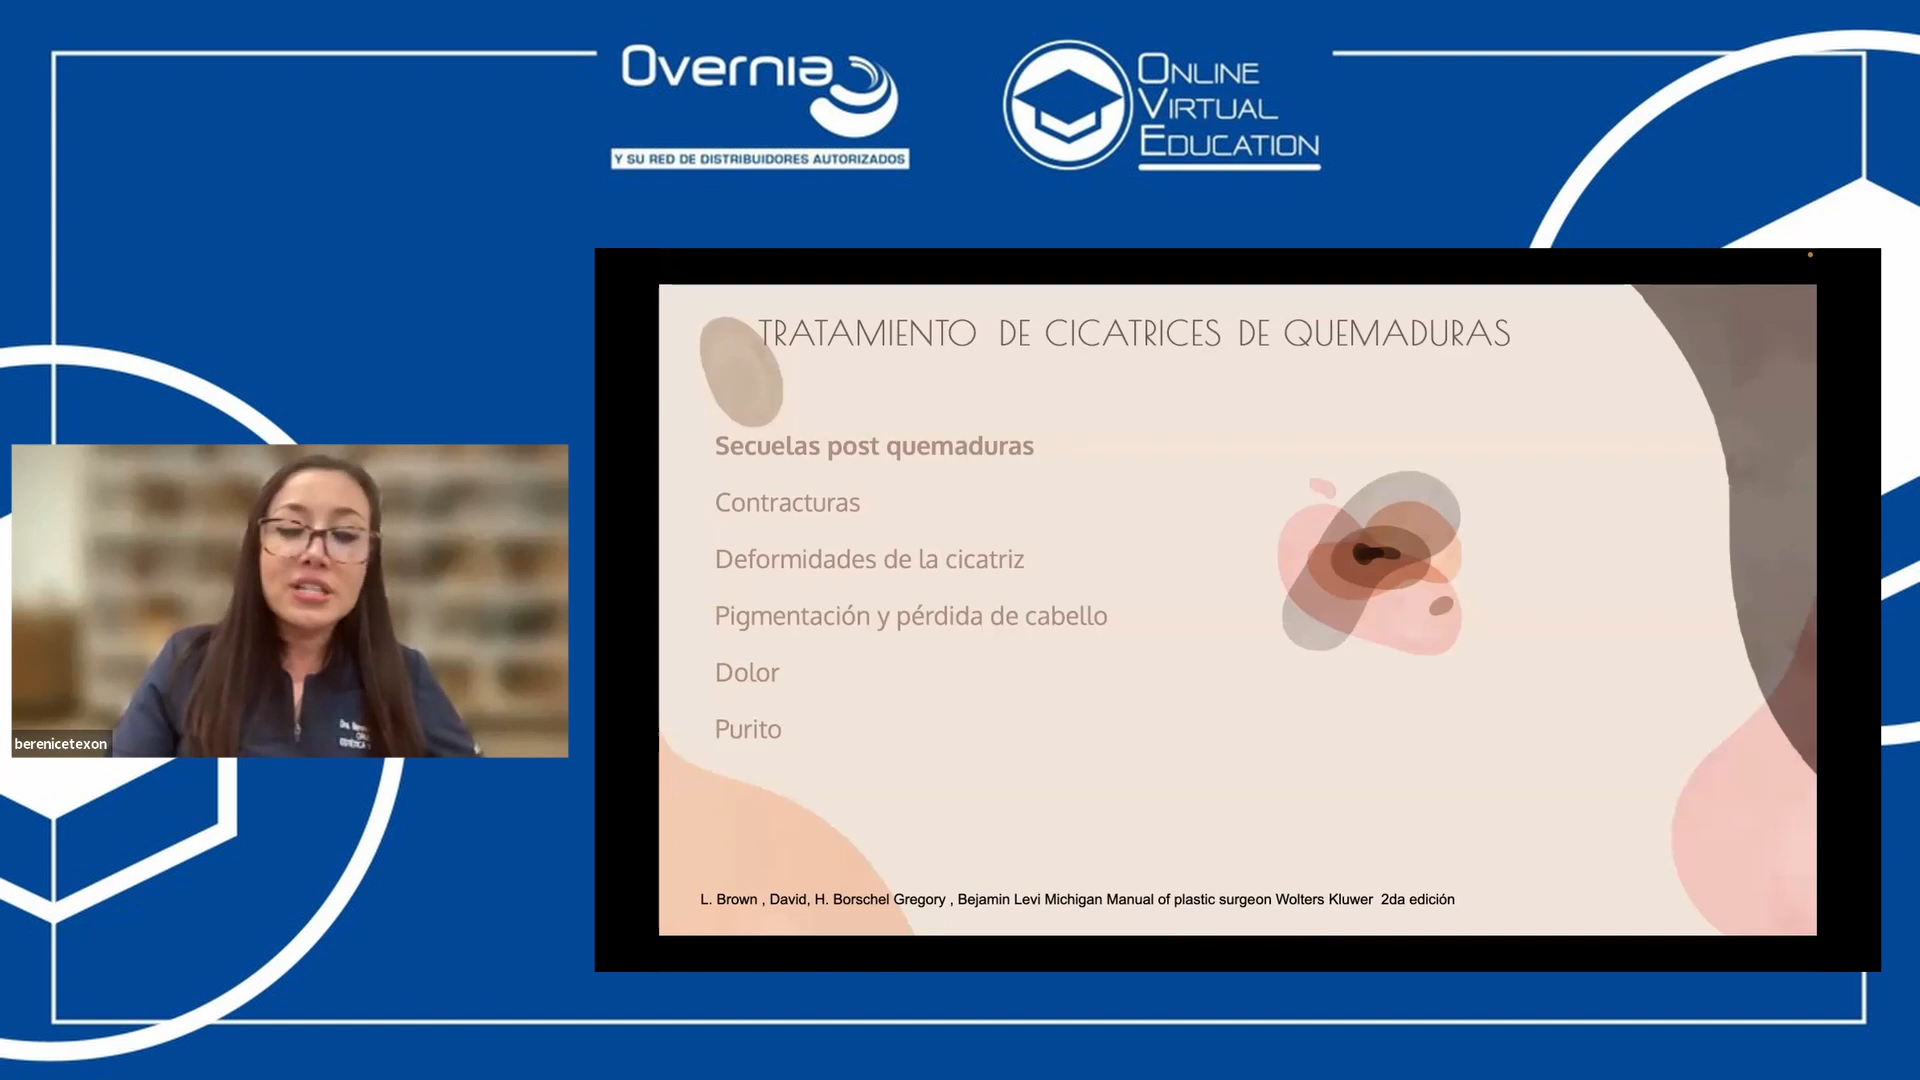 Overnia
Y SU RED DE DISTRIBUIDORES AUTORIZADOS
ONLINE
VIRTUAL
EDUCATION
TRATAMIENTO DE CICATRICES DE QUEMADURAS
Secuelas post quemaduras
Contracturas
Deformidades de la cicatriz
Pigmentación y pérdida de cabello
Dolor
Purito
L. Brown , David, H. Borschel Gregory , Bejamin Levi Michigan Manual of plastic surgeon Wolters Kluwer 2da edición
berenicetexon
Dra.